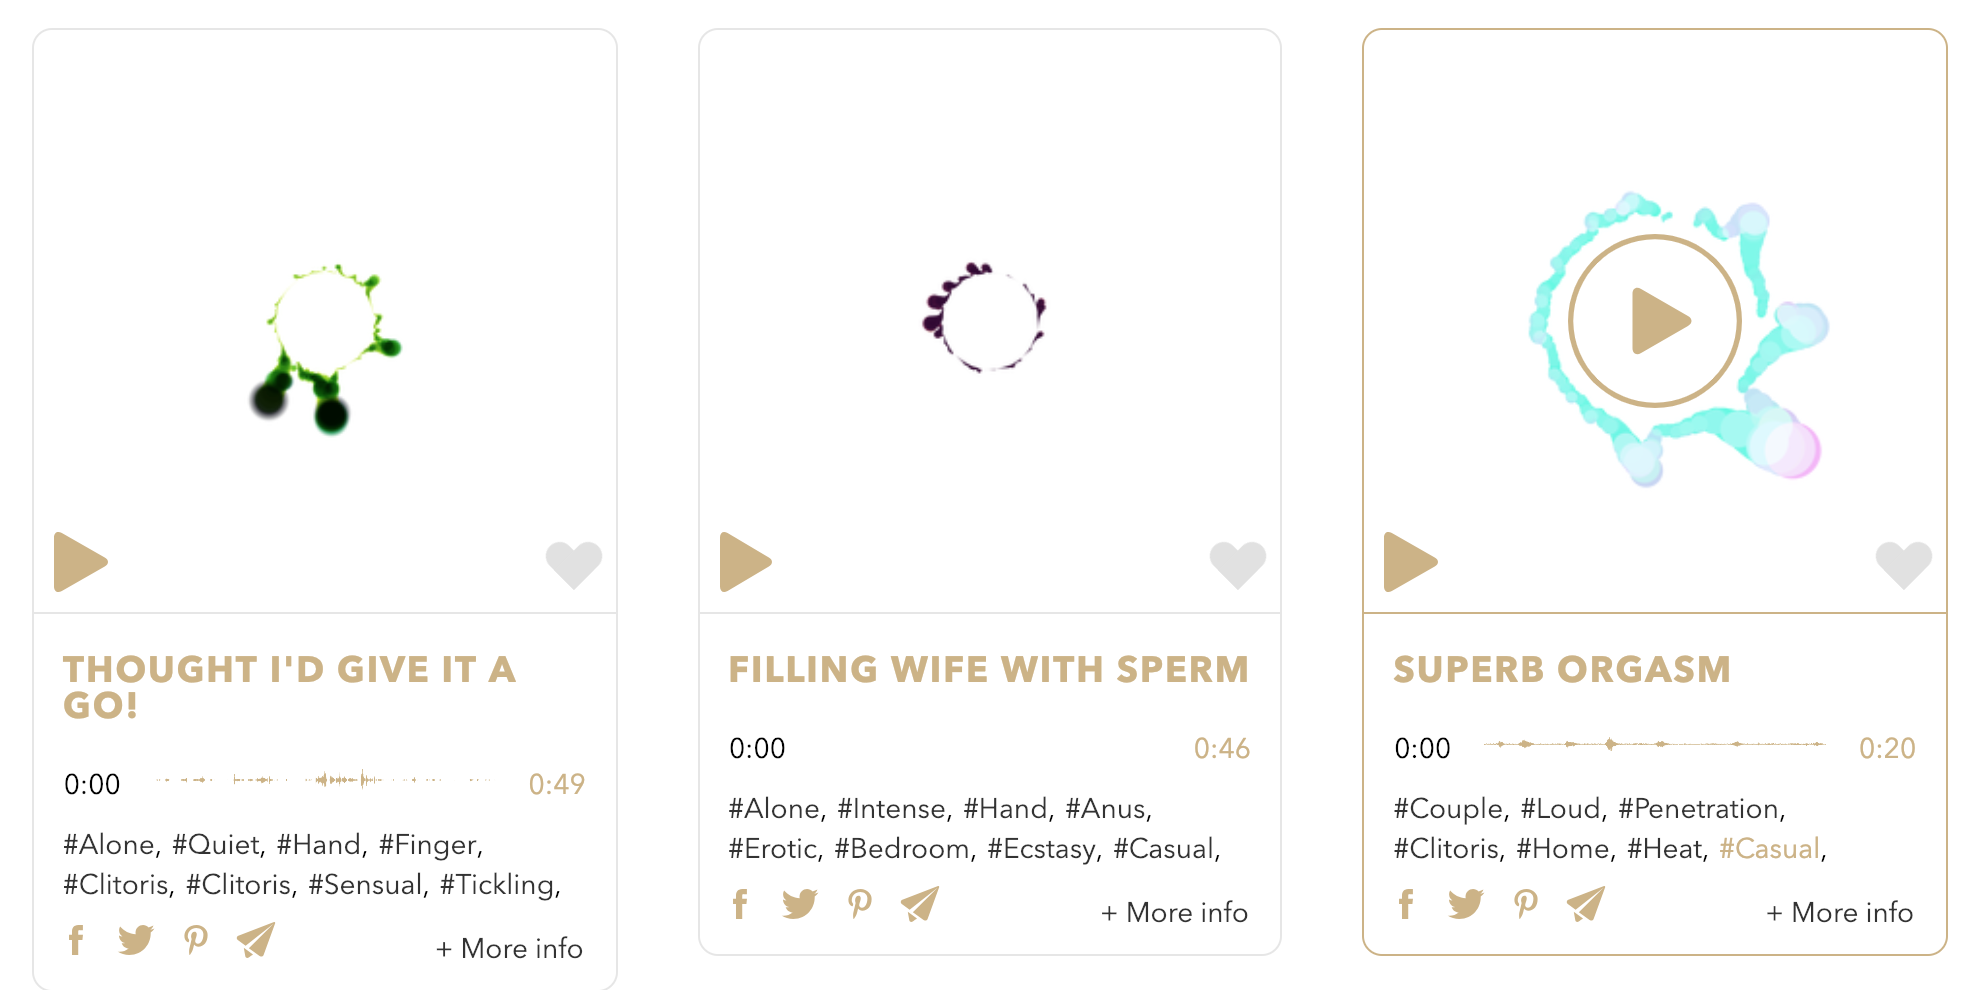 THOUGHT I'D GIVE IT A
GO!
0:00 0:49
#Alone, #Quiet, #Hand, #Finger,
#Clitoris, #Clitoris, #Sensual, #Tickling,
+ More info
FILLING WIFE WITH SPERM
0:00 0:46
#Alone, #Intense, #Hand, #Anus,
#Erotic, #Bedroom, #Ecstasy, #Casual,
+ More info
SUPERB ORGASM
0:00 0:20
#Couple, #Loud, #Penetration,
#Clitoris, #Home, #Heat, #Casual,
+ More info